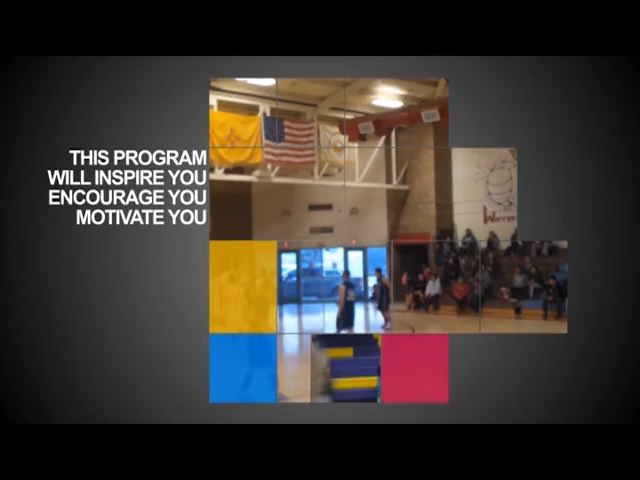 THIS PROGRAM
WILL INSPIRE YOU
ENCOURAGE YOU
MOTIVATE YOU